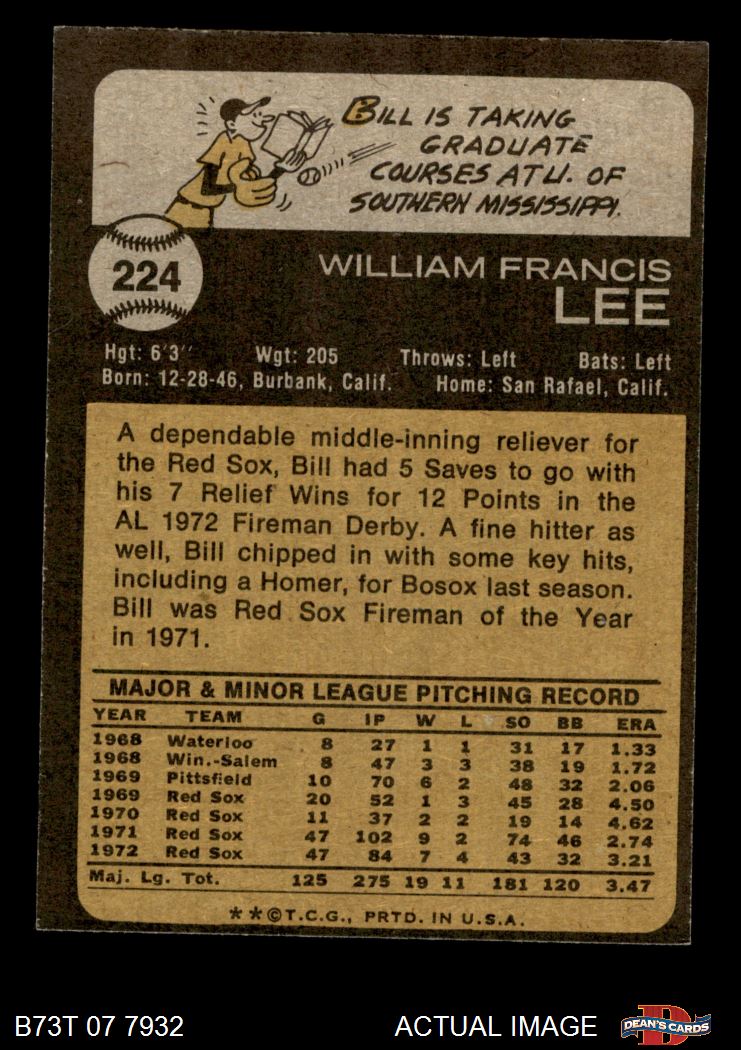 BILL IS TAKING
GRADUATE
COURSES AT U. OF
SOUTHERN MISSISSIPPI.
224
WILLIAM FRANCIS
LEE
Hgt: 6'3" Wgt: 205 Throws: Left Bats: Left
Born: 12-28-46, Burbank, Calif. Home: San Rafael, Calif.
A dependable middle-inning reliever for
the Red Sox, Bill had 5 Saves to go with
his 7 Relief Wins for 12 Points in the
AL 1972 Fireman Derby. A fine hitter as
well, Bill chipped in with some key hits,
including a Homer, for Bosox last season.
Bill was Red Sox Fireman of the Year
in 1971.
MAJOR & MINOR LEAGUE PITCHING RECORD
YEAR TEAM G IP W L SO BB ERA
1968 Waterloo 8 27 1 1 31 17 1.33
1968 Win.-Salem 8 47 3 3 38 19 1.72
1969 Pittsfield 10 70 6 2 48 32 2.06
1969 Red Sox 20 52 1 3 45 28 4.50
1970 Red Sox 11 37 2 2 19 14 4.62
1971 Red Sox 47 102 9 2 74 46 2.74
1972 Red Sox 47 84 7 4 43 32 3.21
Maj. Lg. Tot. 125 275 19 11 181 120 3.47
**©T.C.G., PRTD. IN U.S.A.
B73T 07 7932 ACTUAL IMAGE D DEAN'S CARDS